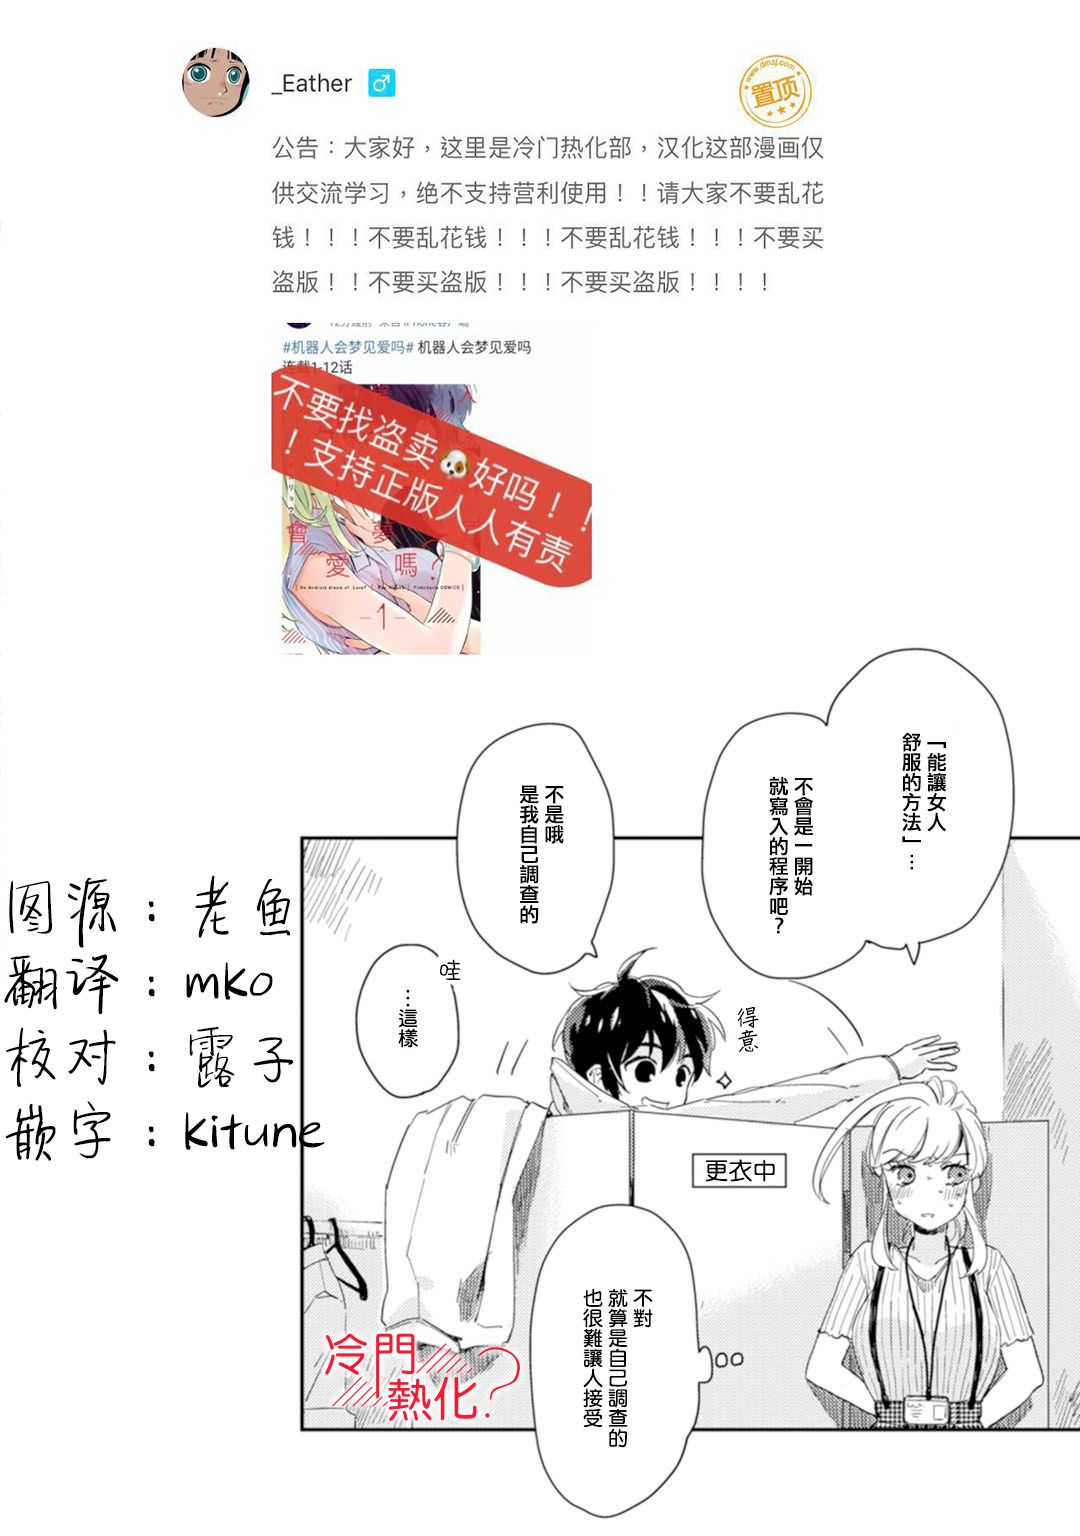 _Eather
www.dmzj.com
置顶
公告：大家好，这里是冷门热化部，汉化这部漫画仅
供交流学习，绝不支持营利使用！！请大家不要乱花
钱！！！不要乱花钱！！！不要乱花钱！！！不要买
盗版！！不要买盗版！！！不要买盗版！！！！
#机器人会梦见爱吗# 机器人会梦见爱吗
连载1-12话
不要找盗卖🐶好吗！！
！支持正版人人有责
會 夢
愛 嗎？
1
「能讓女人
舒服的方法」…
不會是一開始
就寫入的程序吧？
不是哦
是我自己調查的
哇
…這樣
得意
更衣中
不對
就算是自己調查的
也很難讓人接受
图源：老鱼
翻译：mko
核对：露子
嵌字：kitune
冷門
熱化？